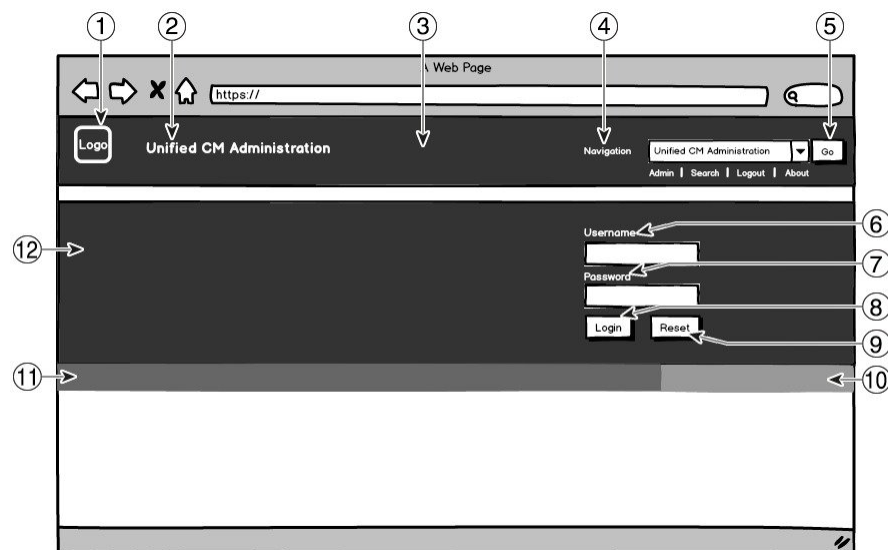 1 2 3 4 5
A Web Page
https://
Logo
Unified CM Administration
Navigation
Unified CM Administration
Go
Admin | Search | Logout | About
6
Username
12
7
Password
8
Login Reset
9
11
10